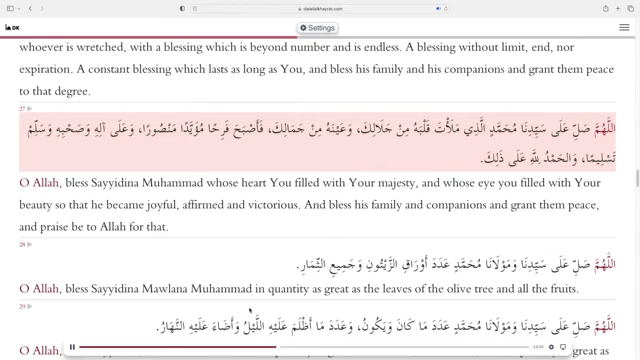 dalailalkhayrat.com
DK
Settings
whoever is wretched, with a blessing which is beyond number and is endless. A blessing without limit, end, nor
expiration. A constant blessing which lasts as long as You, and bless his family and his companions and grant them peace
to that degree.
27
اللَّهُمَّ صَلِّ عَلَى سَيِّدِنَا مُحَمَّدٍ الَّذِي مَلَأْتَ قَلْبَهُ مِنْ جَلَالِكَ، وَعَيْنَهُ مِنْ جَمَالِكَ، فَأَصْبَحَ فَرِحًا مُؤَيَّدًا مَنْصُورًا، وَعَلَى آلِهِ وَصَحْبِهِ وَسَلِّمْ
تَسْلِيمًا، وَالْحَمْدُ لِلَّهِ عَلَى ذَلِكَ.
O Allah, bless Sayyidina Muhammad whose heart You filled with Your majesty, and whose eye you filled with Your
beauty so that he became joyful, affirmed and victorious. And bless his family and companions and grant them peace,
and praise be to Allah for that.
28
اللَّهُمَّ صَلِّ عَلَى سَيِّدِنَا وَمَوْلَانَا مُحَمَّدٍ عَدَدَ أَوْرَاقِ الزَّيْتُونِ وَجَمِيعِ الثِّمَارِ.
O Allah, bless Sayyidina Mawlana Muhammad in quantity as great as the leaves of the olive tree and all the fruits.
29
اللَّهُمَّ صَلِّ عَلَى سَيِّدِنَا وَمَوْلَانَا مُحَمَّدٍ عَدَدَ مَا كَانَ وَيَكُونُ، وَعَدَدَ مَا أَظْلَمَ عَلَيْهِ اللَّيْلُ وَأَضَاءَ عَلَيْهِ النَّهَارُ.
great as